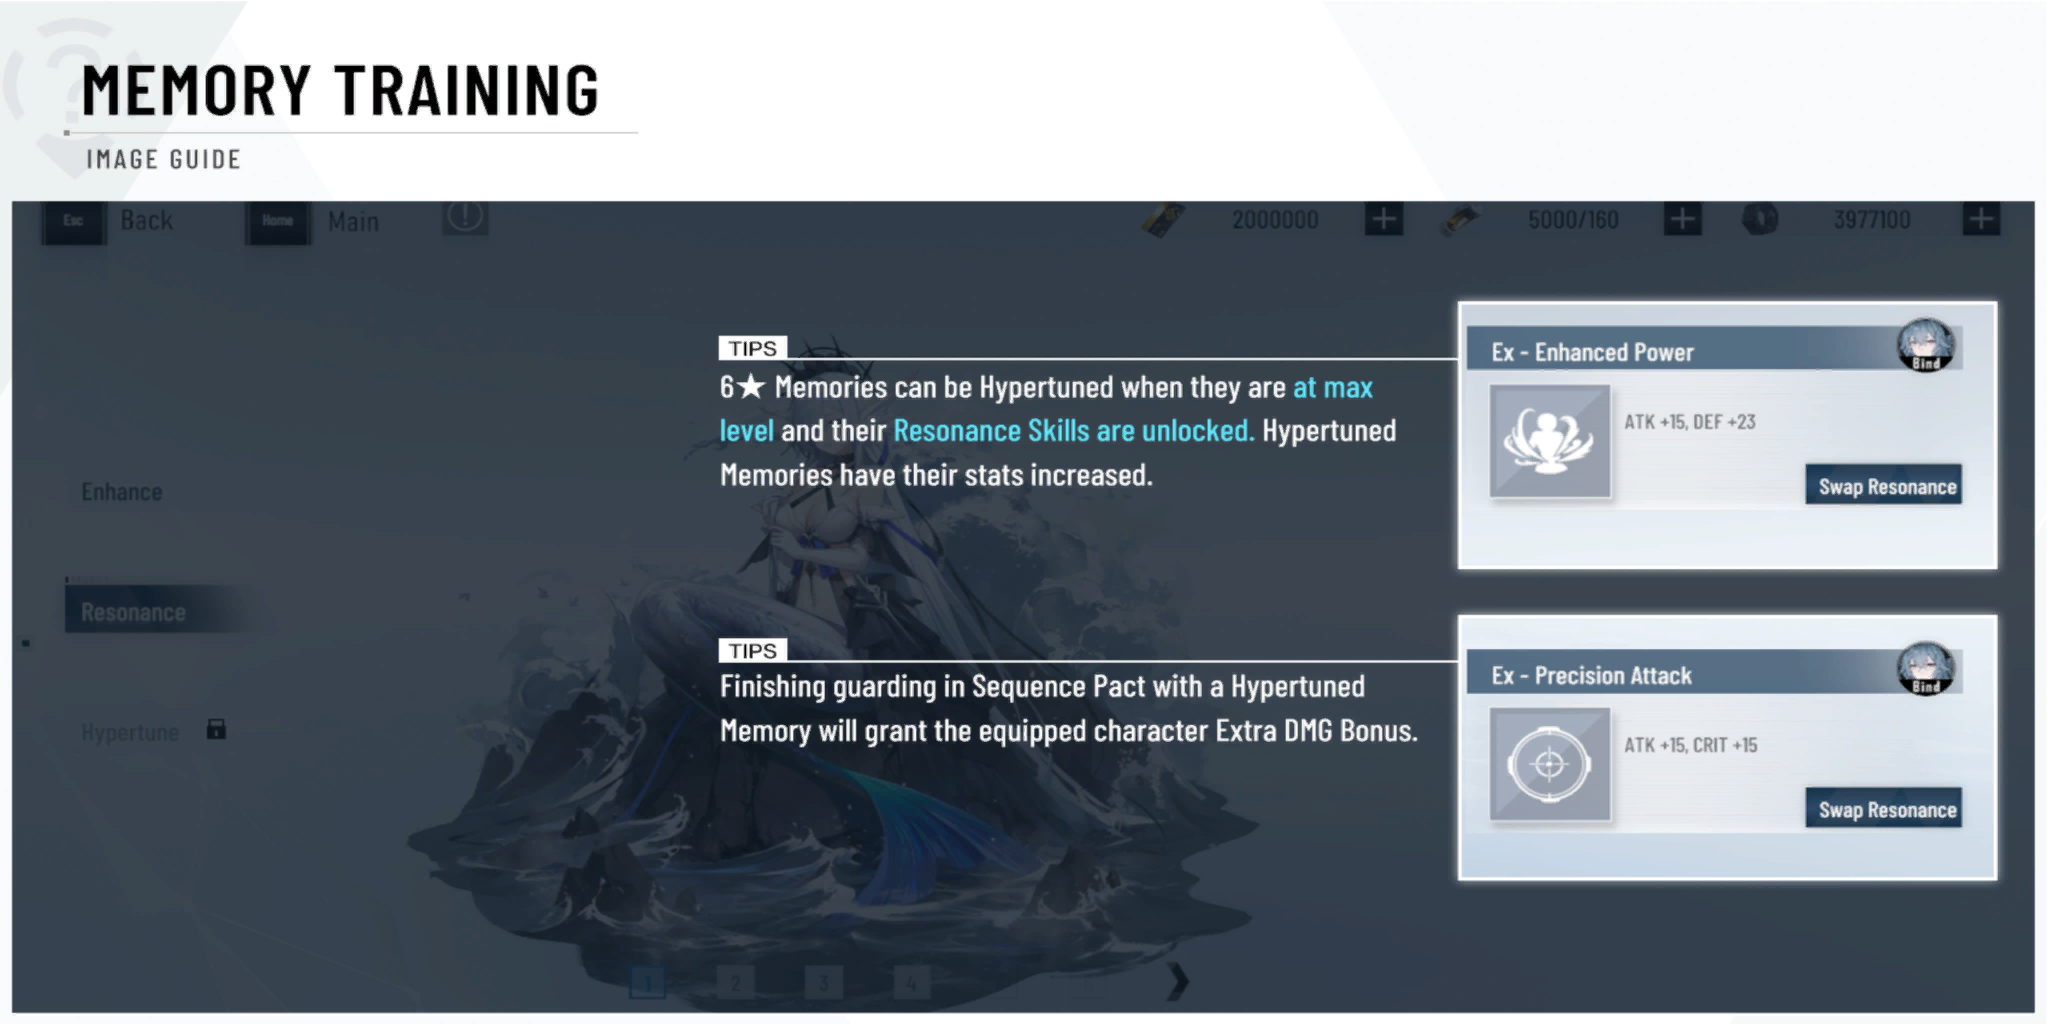 MEMORY TRAINING
IMAGE GUIDE
Esc Back Home Main 2000000 5000/160 3977100
TIPS
6★ Memories can be Hypertuned when they are at max
level and their Resonance Skills are unlocked. Hypertuned
Memories have their stats increased.
Ex - Enhanced Power
Bind
ATK +15, DEF +23
Swap Resonance
Enhance
Resonance
Hypertune
TIPS
Finishing guarding in Sequence Pact with a Hypertuned
Memory will grant the equipped character Extra DMG Bonus.
Ex - Precision Attack
Bind
ATK +15, CRIT +15
Swap Resonance
1 2 3 4